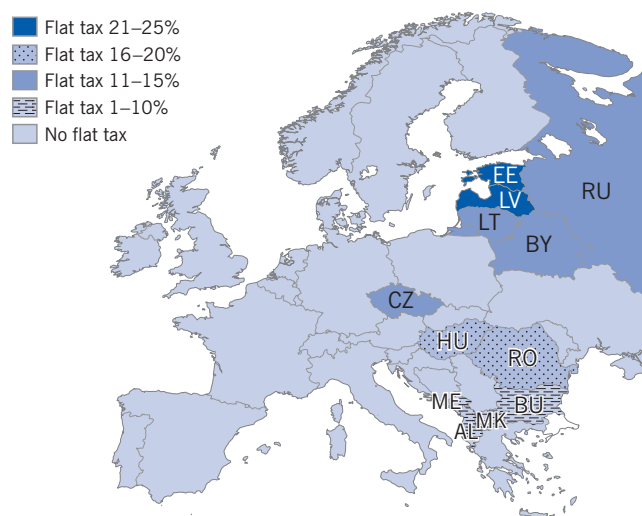 Flat tax 21–25%
Flat tax 16–20%
Flat tax 11–15%
Flat tax 1–10%
No flat tax
EE
LV
RU
LT
BY
CZ
HU
RO
ME
BU
MK
AL